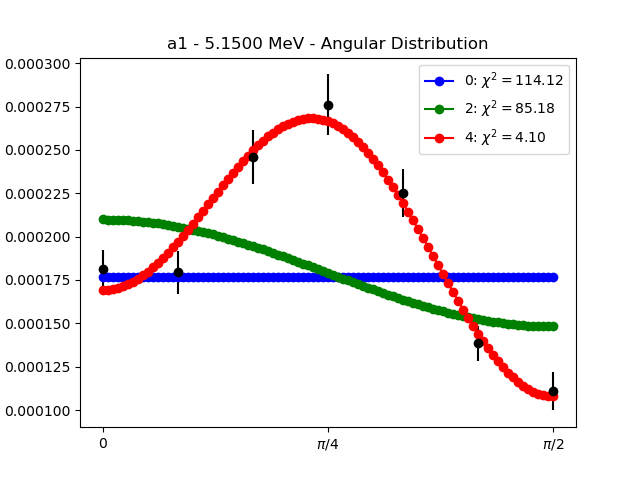 a1 - 5.1500 MeV - Angular Distribution
0.000300
0.000275
0.000250
0.000225
0.000200
0.000175
0.000150
0.000125
0.000100
0: χ² = 114.12
2: χ² = 85.18
4: χ² = 4.10
0
π/4
π/2